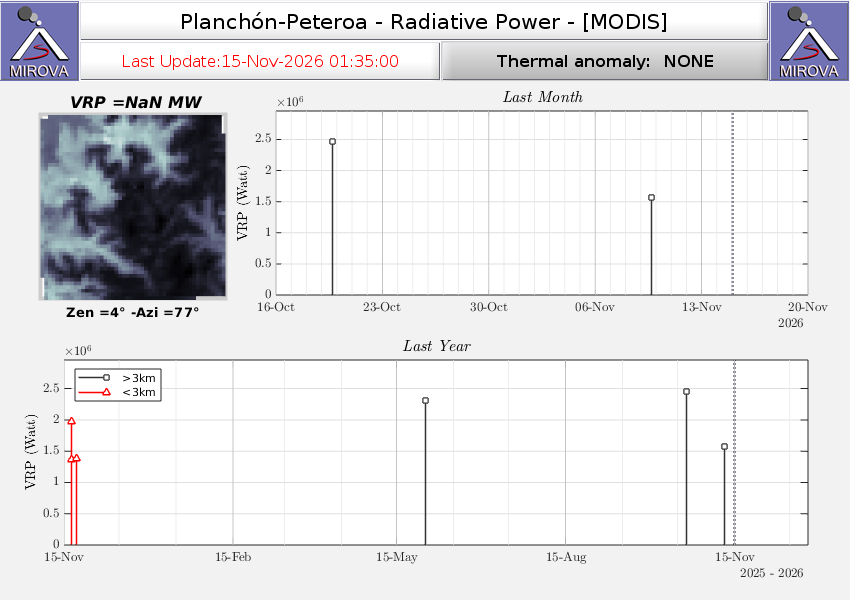 Planchón-Peteroa - Radiative Power - [MODIS]
MIROVA
Last Update:15-Nov-2026 01:35:00
Thermal anomaly: NONE
MIROVA
VRP =NaN MW
Zen =4° -Azi =77°
Last Month
×10⁶
VRP (Watt)
2.5
2
1.5
1
0.5
0
16-Oct 23-Oct 30-Oct 06-Nov 13-Nov 20-Nov
2026
Last Year
×10⁶
VRP (Watt)
>3km
<3km
2.5
2
1.5
1
0.5
0
15-Nov 15-Feb 15-May 15-Aug 15-Nov
2025 - 2026